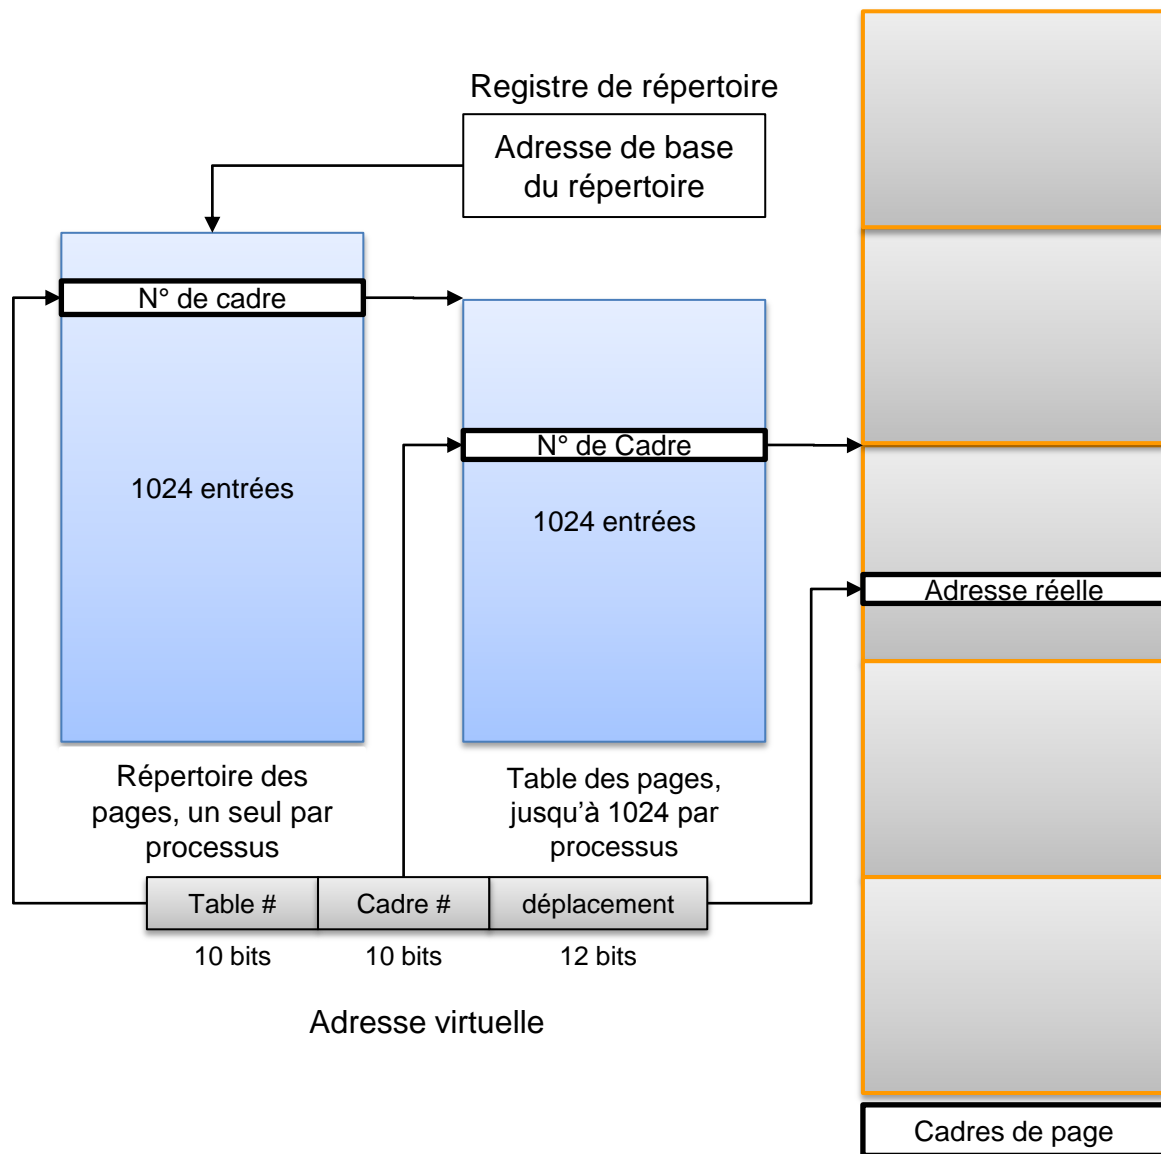 Registre de répertoire
Adresse de base
du répertoire
N° de cadre
1024 entrées
N° de Cadre
1024 entrées
Adresse réelle
Répertoire des
pages, un seul par
processus
Table des pages,
jusqu’à 1024 par
processus
Table #
Cadre #
déplacement
10 bits
10 bits
12 bits
Adresse virtuelle
Cadres de page